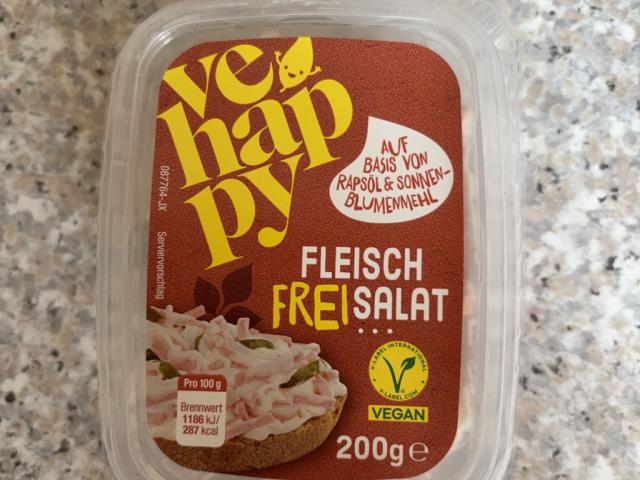 ve
hap
py
AUF
BASIS VON
RAPSÖL & SONNEN-
BLUMENMEHL
087764-JX
Serviervorschlag
FLEISCH
FREI SALAT
V-LABEL INTERNATIONAL
V-LABEL.COM
VEGAN
Pro 100 g
Brennwert
1186 kJ/
287 kcal
200g e